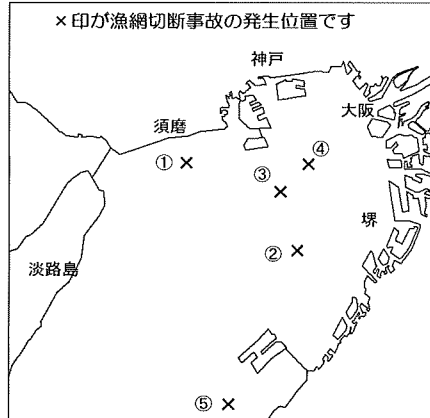 ×印が漁網切断事故の発生位置です
神戸
大阪
須磨
①
④
③
堺
②
淡路島
⑤